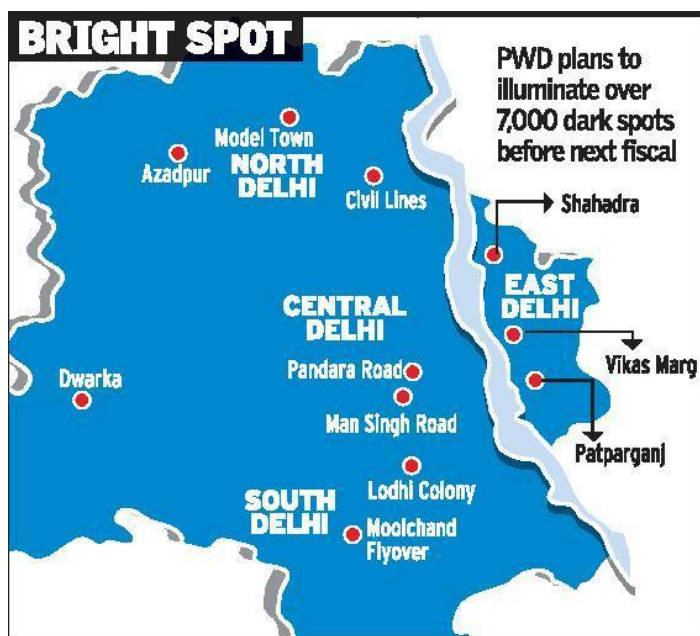 BRIGHT SPOT
PWD plans to
illuminate over
7,000 dark spots
before next fiscal
Model Town
Azadpur
NORTH
DELHI
Civil Lines
Shahadra
EAST
DELHI
CENTRAL
DELHI
Vikas Marg
Pandara Road
Dwarka
Man Singh Road
Patparganj
Lodhi Colony
SOUTH
DELHI
Moolchand
Flyover